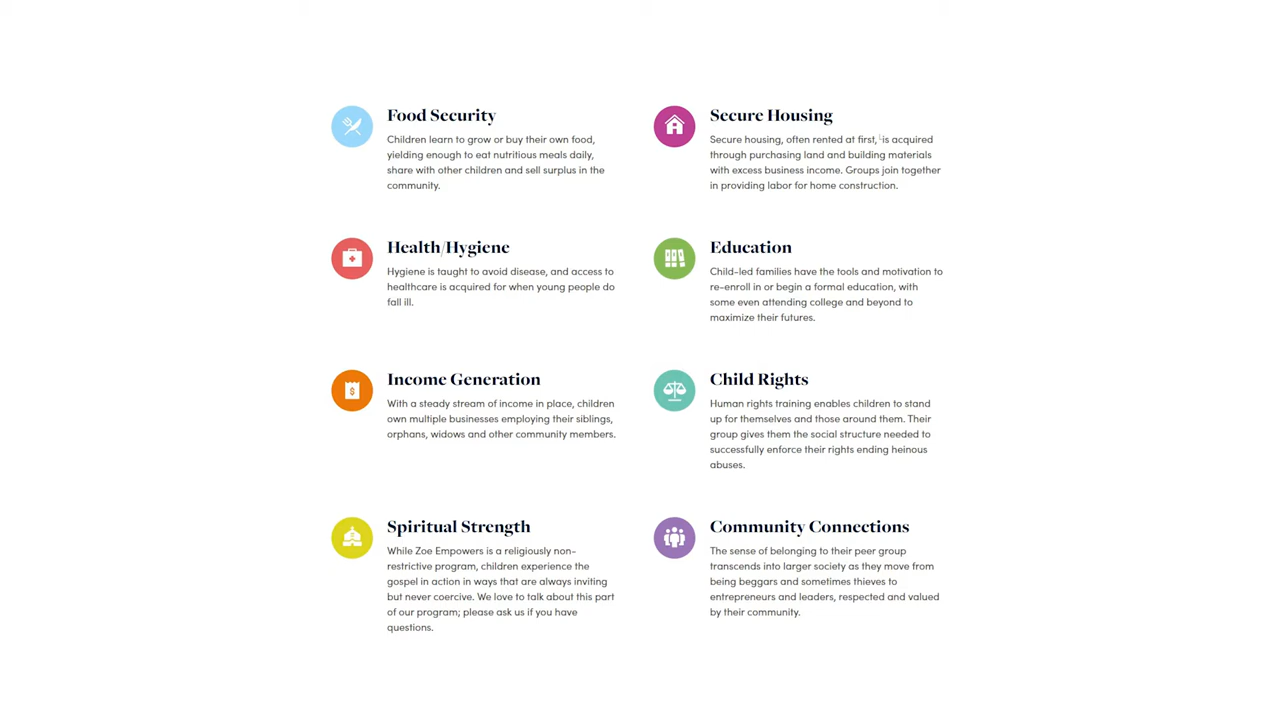 Food Security
Children learn to grow or buy their own food,
yielding enough to eat nutritious meals daily,
share with other children and sell surplus in the
community.
Secure Housing
Secure housing, often rented at first, is acquired
through purchasing land and building materials
with excess business income. Groups join together
in providing labor for home construction.
Health/Hygiene
Hygiene is taught to avoid disease, and access to
healthcare is acquired for when young people do
fall ill.
Education
Child-led families have the tools and motivation to
re-enroll in or begin a formal education, with
some even attending college and beyond to
maximize their futures.
Income Generation
With a steady stream of income in place, children
own multiple businesses employing their siblings,
orphans, widows and other community members.
Child Rights
Human rights training enables children to stand
up for themselves and those around them. Their
group gives them the social structure needed to
successfully enforce their rights ending heinous
abuses.
Spiritual Strength
While Zoe Empowers is a religiously non-
restrictive program, children experience the
gospel in action in ways that are always inviting
but never coercive. We love to talk about this part
of our program; please ask us if you have
questions.
Community Connections
The sense of belonging to their peer group
transcends into larger society as they move from
being beggars and sometimes thieves to
entrepreneurs and leaders, respected and valued
by their community.